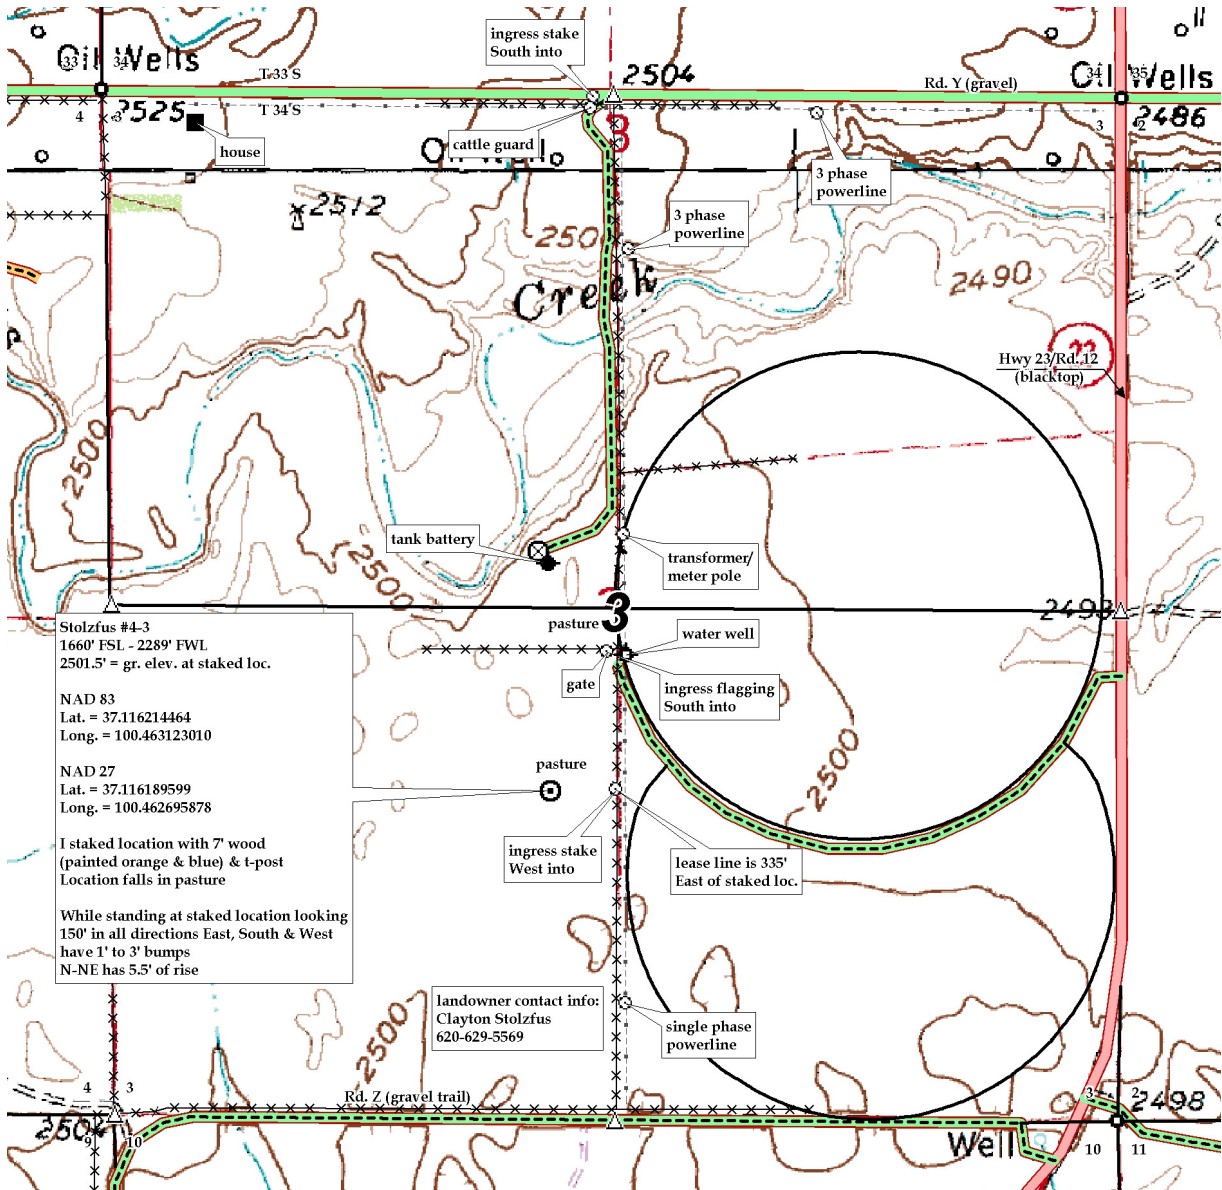 ingress stake
South into
Oil Wells
33
34
T 33 S
T 34 S
2504
Rd. Y (gravel)
Oil Wells
34
35
4
3
2525
house
cattle guard
3
3
2
2486
3 phase
powerline
2512
3 phase
powerline
250
Creek
2490
23
Hwy 23/Rd. 12
(blacktop)
2500
tank battery
2500
transformer/
meter pole
pasture
3
2493
water well
gate
ingress flagging
South into
Stolzfus #4-3
1660' FSL - 2289' FWL
2501.5' = gr. elev. at staked loc.
NAD 83
Lat. = 37.116214464
Long. = 100.463123010
NAD 27
Lat. = 37.116189599
Long. = 100.462695878
I staked location with 7' wood
(painted orange & blue) & t-post
Location falls in pasture
While standing at staked location looking
150' in all directions East, South & West
have 1' to 3' bumps
N-NE has 5.5' of rise
pasture
2500
ingress stake
West into
lease line is 335'
East of staked loc.
landowner contact info:
Clayton Stolzfus
620-629-5569
single phase
powerline
2500
4
3
Rd. Z (gravel trail)
9
10
3
2
2498
Well
10
11